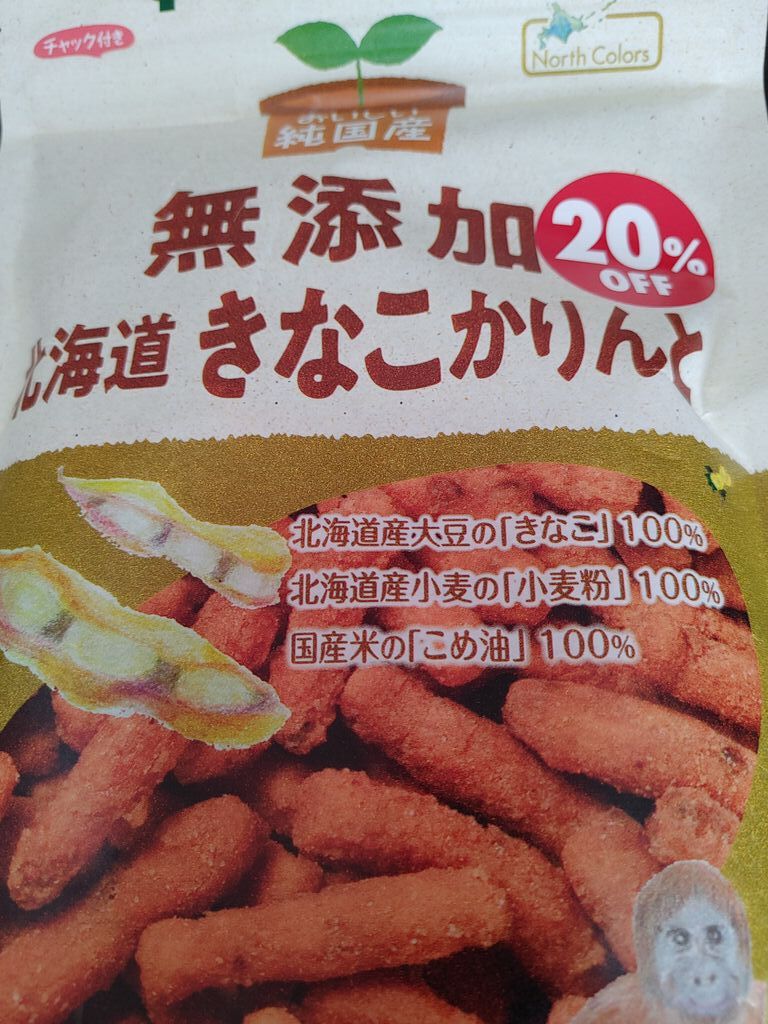 チャック付き
North Colors
おいしい
純国産
無添加
20%
OFF
北海道 きなこかりんと
北海道産大豆の「きなこ」100%
北海道産小麦の「小麦粉」100%
国産米の「こめ油」100%